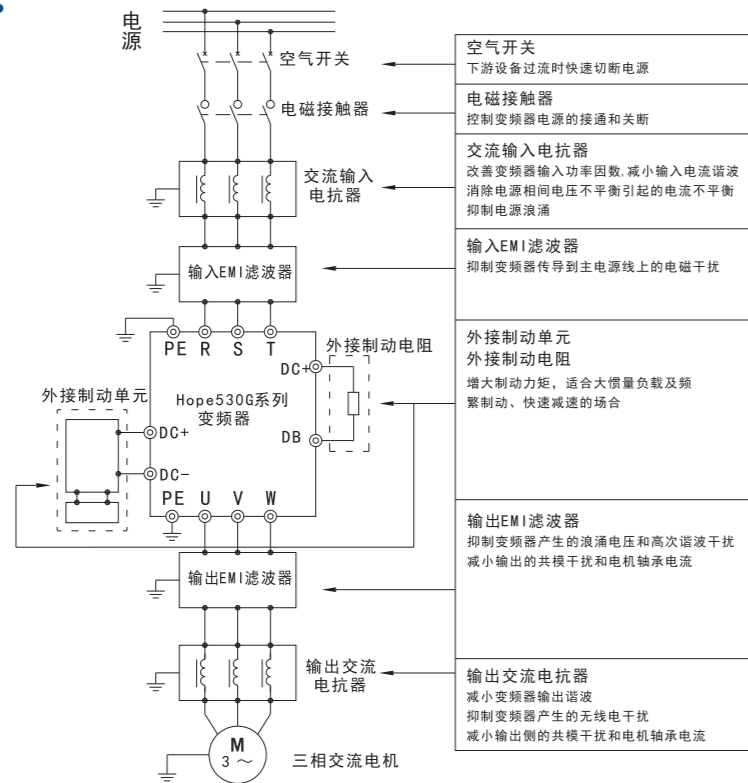 电
源
空气开关
电磁接触器
交流输入
电抗器
输入EMI滤波器
PE R S T
外接制动电阻
DC+
外接制动单元
Hope530G系列
变频器
DC+
DB
DC-
PE U V W
输出EMI滤波器
输出交流
电抗器
M
3 ～
三相交流电机
空气开关
下游设备过流时快速切断电源
电磁接触器
控制变频器电源的接通和关断
交流输入电抗器
改善变频器输入功率因数,减小输入电流谐波
消除电源相间电压不平衡引起的电流不平衡
抑制电源浪涌
输入EMI滤波器
抑制变频器传导到主电源线上的电磁干扰
外接制动单元
外接制动电阻
增大制动力矩，适合大惯量负载及频
繁制动、快速减速的场合
输出EMI滤波器
抑制变频器产生的浪涌电压和高次谐波干扰
减小输出的共模干扰和电机轴承电流
输出交流电抗器
减小变频器输出谐波
抑制变频器产生的无线电干扰
减小输出侧的共模干扰和电机轴承电流